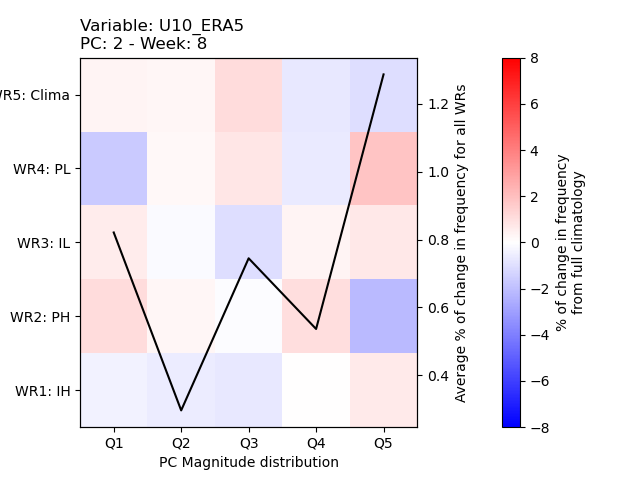 Variable: U10_ERA5
PC: 2 - Week: 8
WR5: Clima
WR4: PL
WR3: IL
WR2: PH
WR1: IH
Q1 Q2 Q3 Q4 Q5
PC Magnitude distribution
1.2
1.0
0.8
0.6
0.4
Average % of change in frequency for all WRs
8
6
4
2
0
−2
−4
−6
−8
% of change in frequency
from full climatology